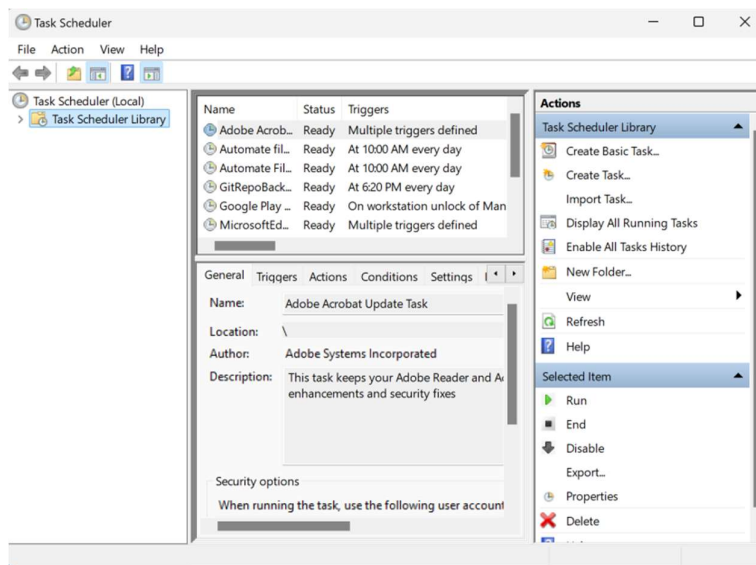 Task Scheduler
File Action View Help
Task Scheduler (Local)
Task Scheduler Library
Name Status Triggers
Adobe Acrob... Ready Multiple triggers defined
Automate fil... Ready At 10:00 AM every day
Automate Fil... Ready At 10:00 AM every day
GitRepoBack... Ready At 6:20 PM every day
Google Play ... Ready On workstation unlock of Man
MicrosoftEd... Ready Multiple triggers defined
General Triggers Actions Conditions Settings
Name: Adobe Acrobat Update Task
Location: \
Author: Adobe Systems Incorporated
Description: This task keeps your Adobe Reader and
enhancements and security fixes
Security options
When running the task, use the following user account
Actions
Task Scheduler Library
Create Basic Task...
Create Task...
Import Task...
Display All Running Tasks
Enable All Tasks History
New Folder...
View
Refresh
Help
Selected Item
Run
End
Disable
Export...
Properties
Delete